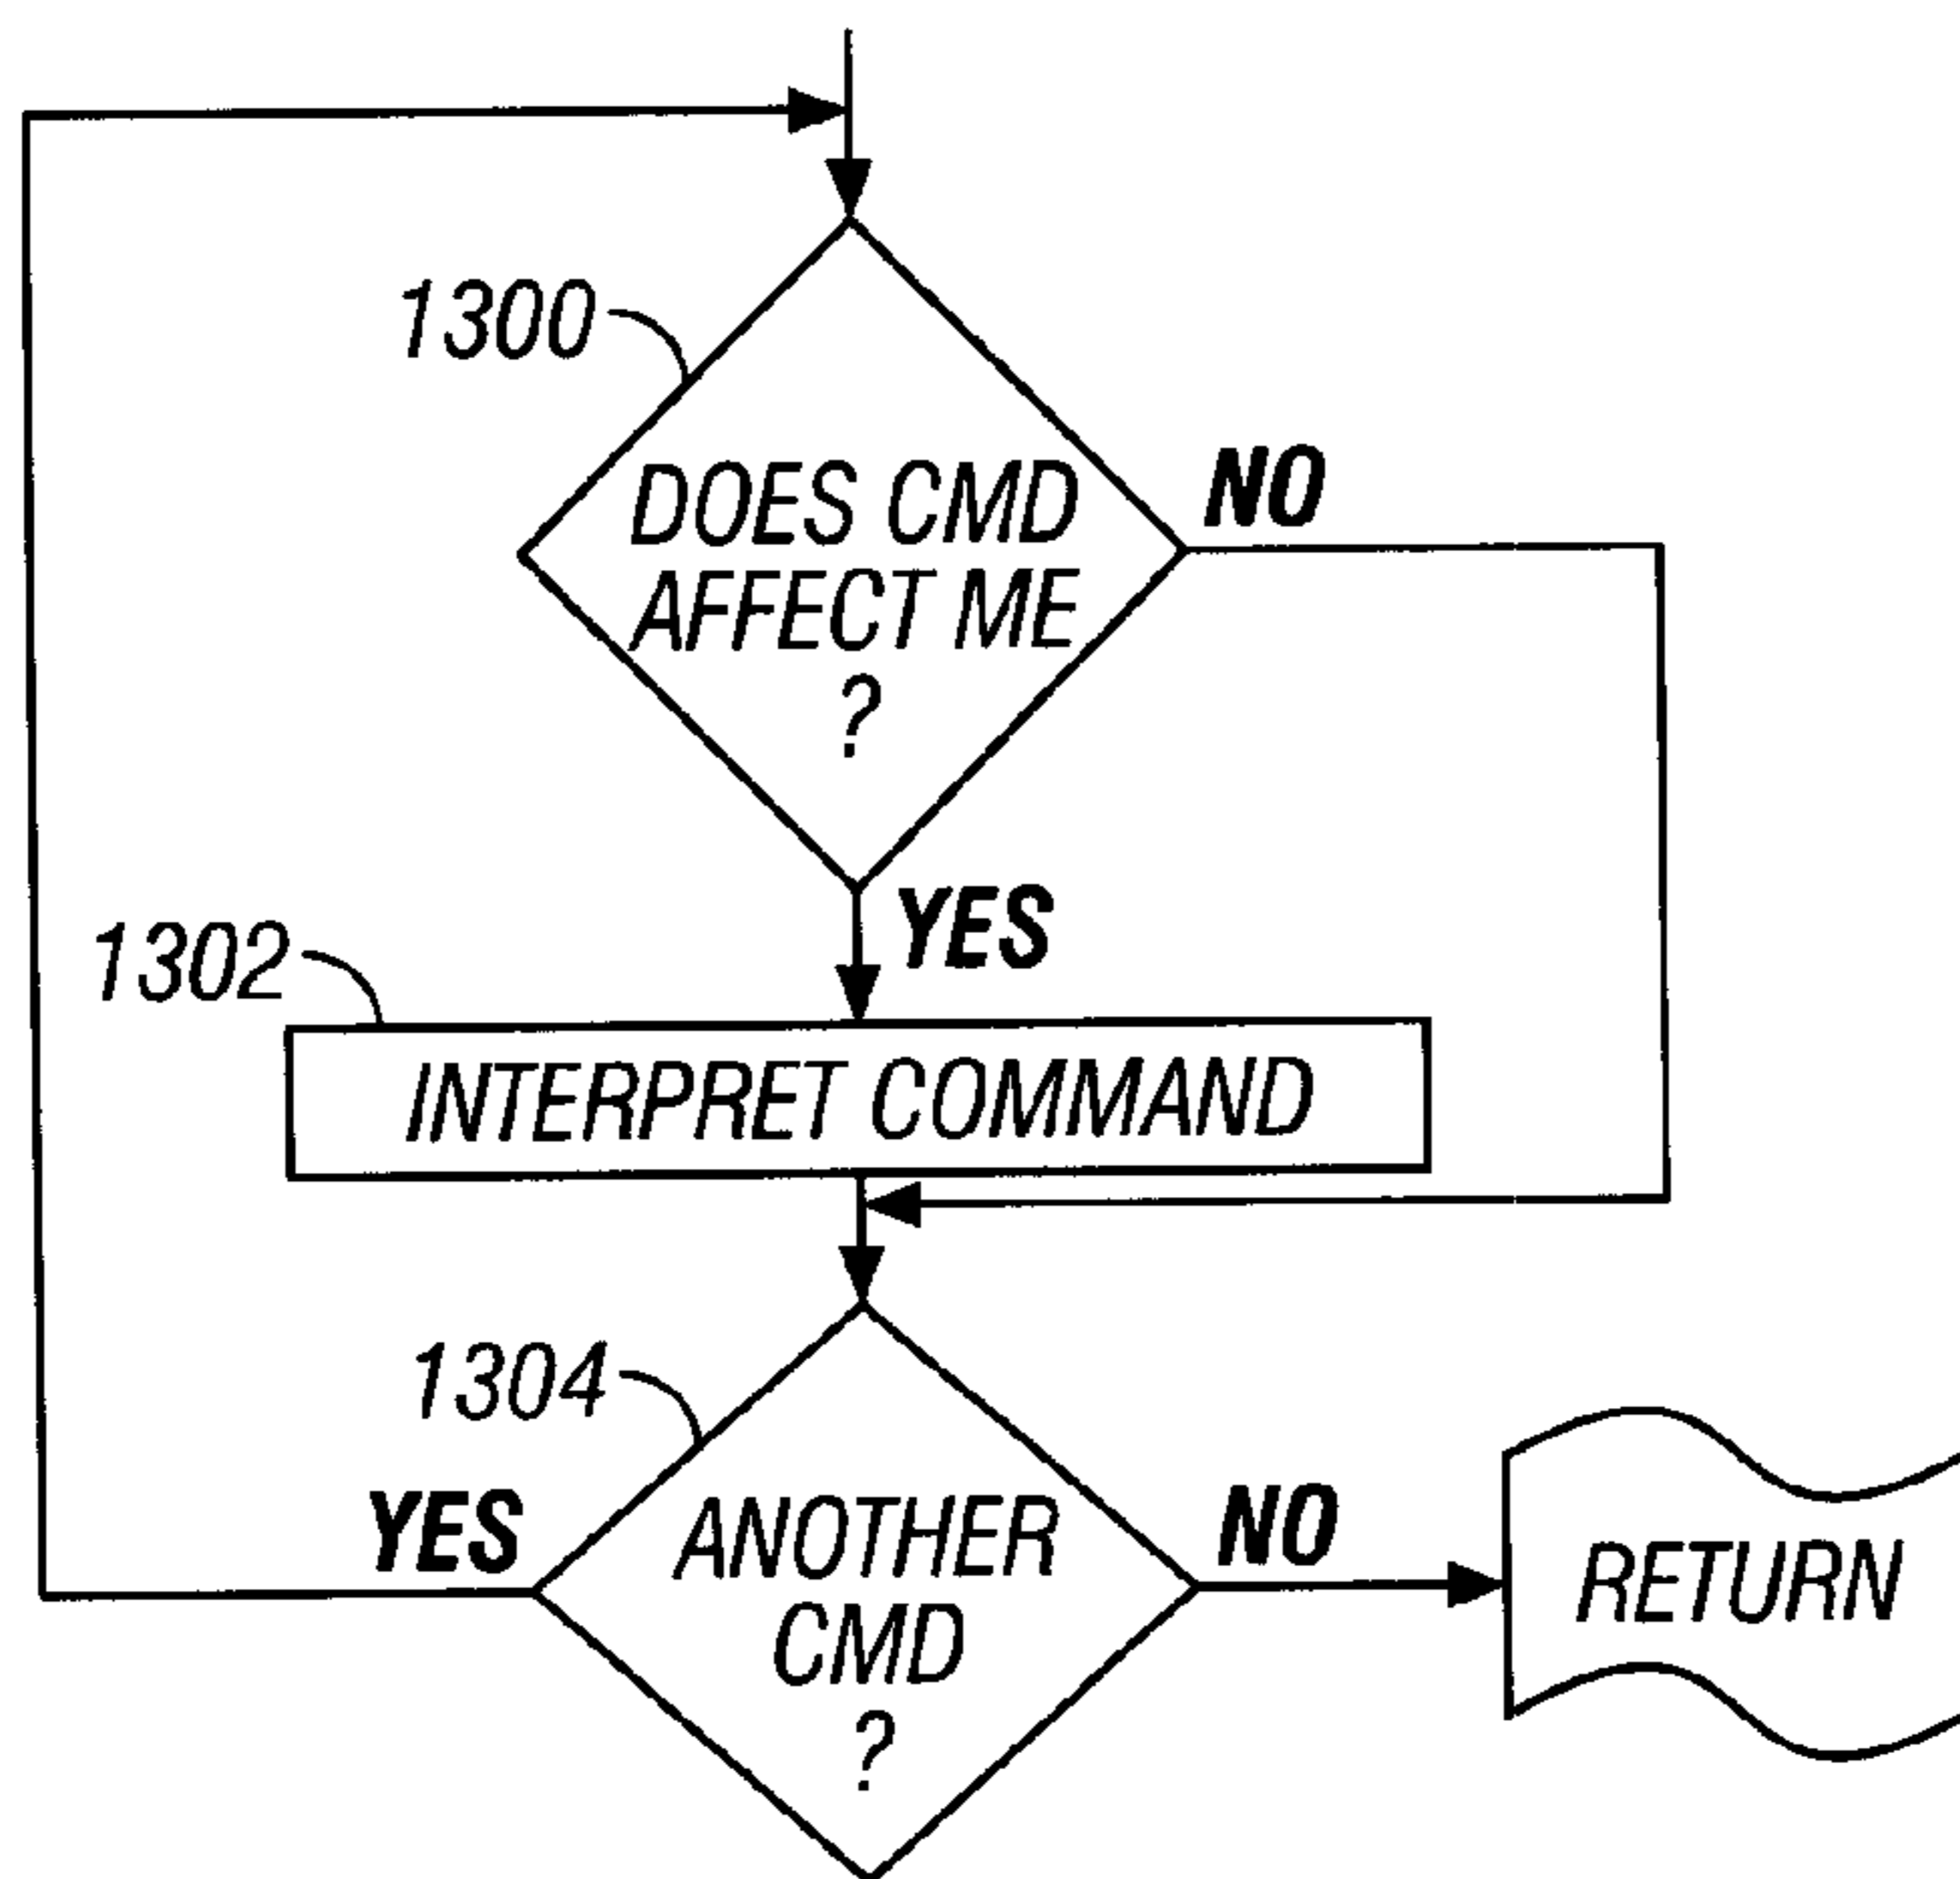 1300
DOES CMD
AFFECT ME
?
NO
YES
1302
INTERPRET COMMAND
1304
YES
ANOTHER
CMD
?
NO
RETURN